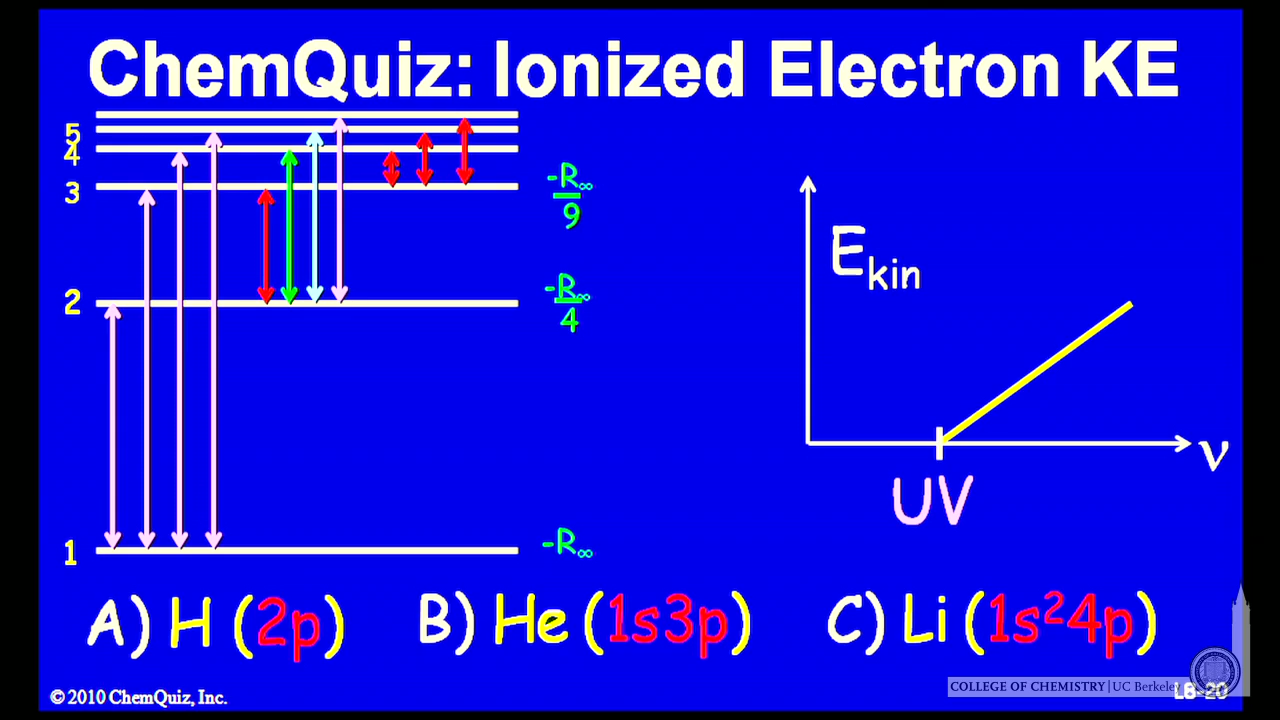 ChemQuiz: Ionized Electron KE
5
4
3
2
1
-R∞
9
-R∞
4
-R∞
Ekin
ν
UV
A) H (2p) B) He (1s3p) C) Li (1s²4p)
© 2010 ChemQuiz, Inc.
COLLEGE OF CHEMISTRY | UC Berkeley
L8-20